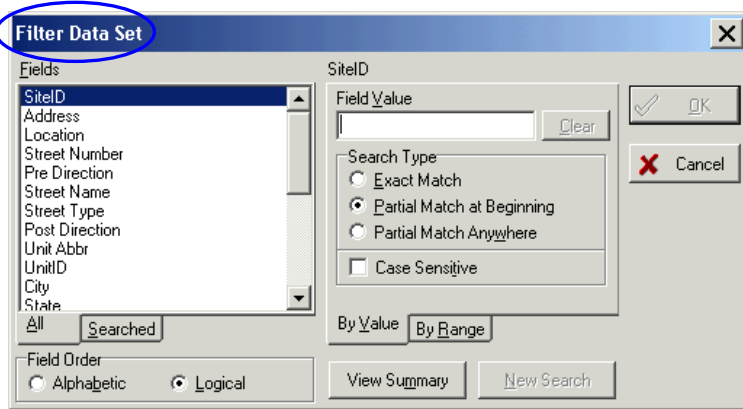 Filter Data Set
Fields
SiteID
Address
Location
Street Number
Pre Direction
Street Name
Street Type
Post Direction
Unit Abbr
UnitID
City
State
All
Searched
Field Order
Alphabetic
Logical
SiteID
Field Value
Clear
Search Type
Exact Match
Partial Match at Beginning
Partial Match Anywhere
Case Sensitive
By Value
By Range
View Summary
New Search
OK
Cancel